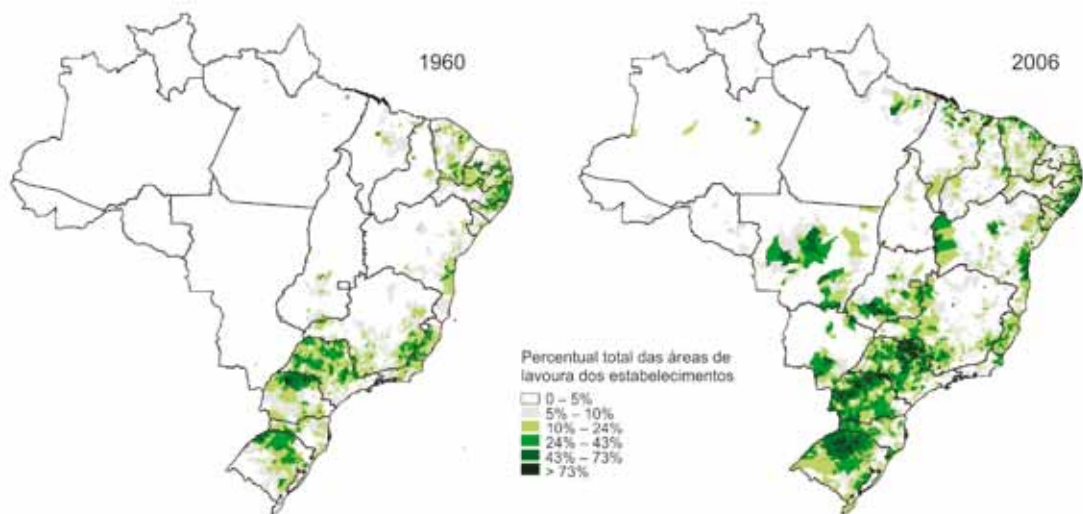 1960
2006
Percentual total das áreas de
lavoura dos estabelecimentos
0 – 5%
5% – 10%
10% – 24%
24% – 43%
43% – 73%
> 73%